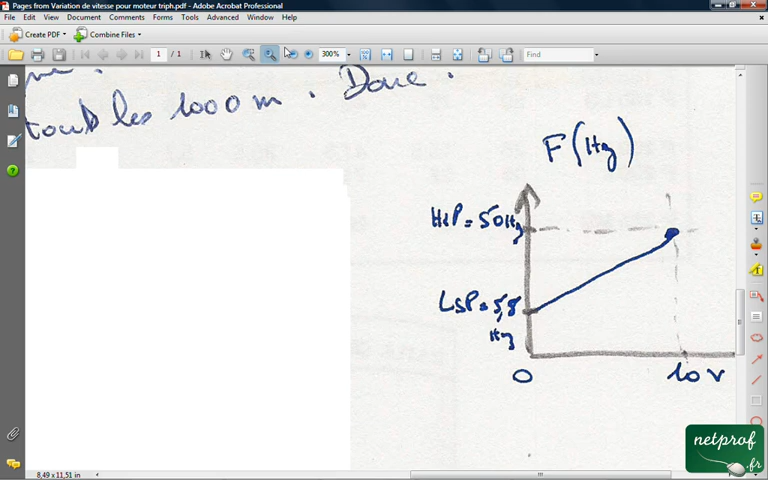 Pages from Variation de vitesse pour moteur triph.pdf - Adobe Acrobat Professional
File Edit View Document Comments Forms Tools Advanced Window Help
Create PDF Combine Files
1 / 1 300% Find
tous les 1000 m. Donc.
F (Hz)
HSP = 50Hz
LSP = 5,8
Hz
0 10 V
8,49 x 11,51 in
netprof
.fr